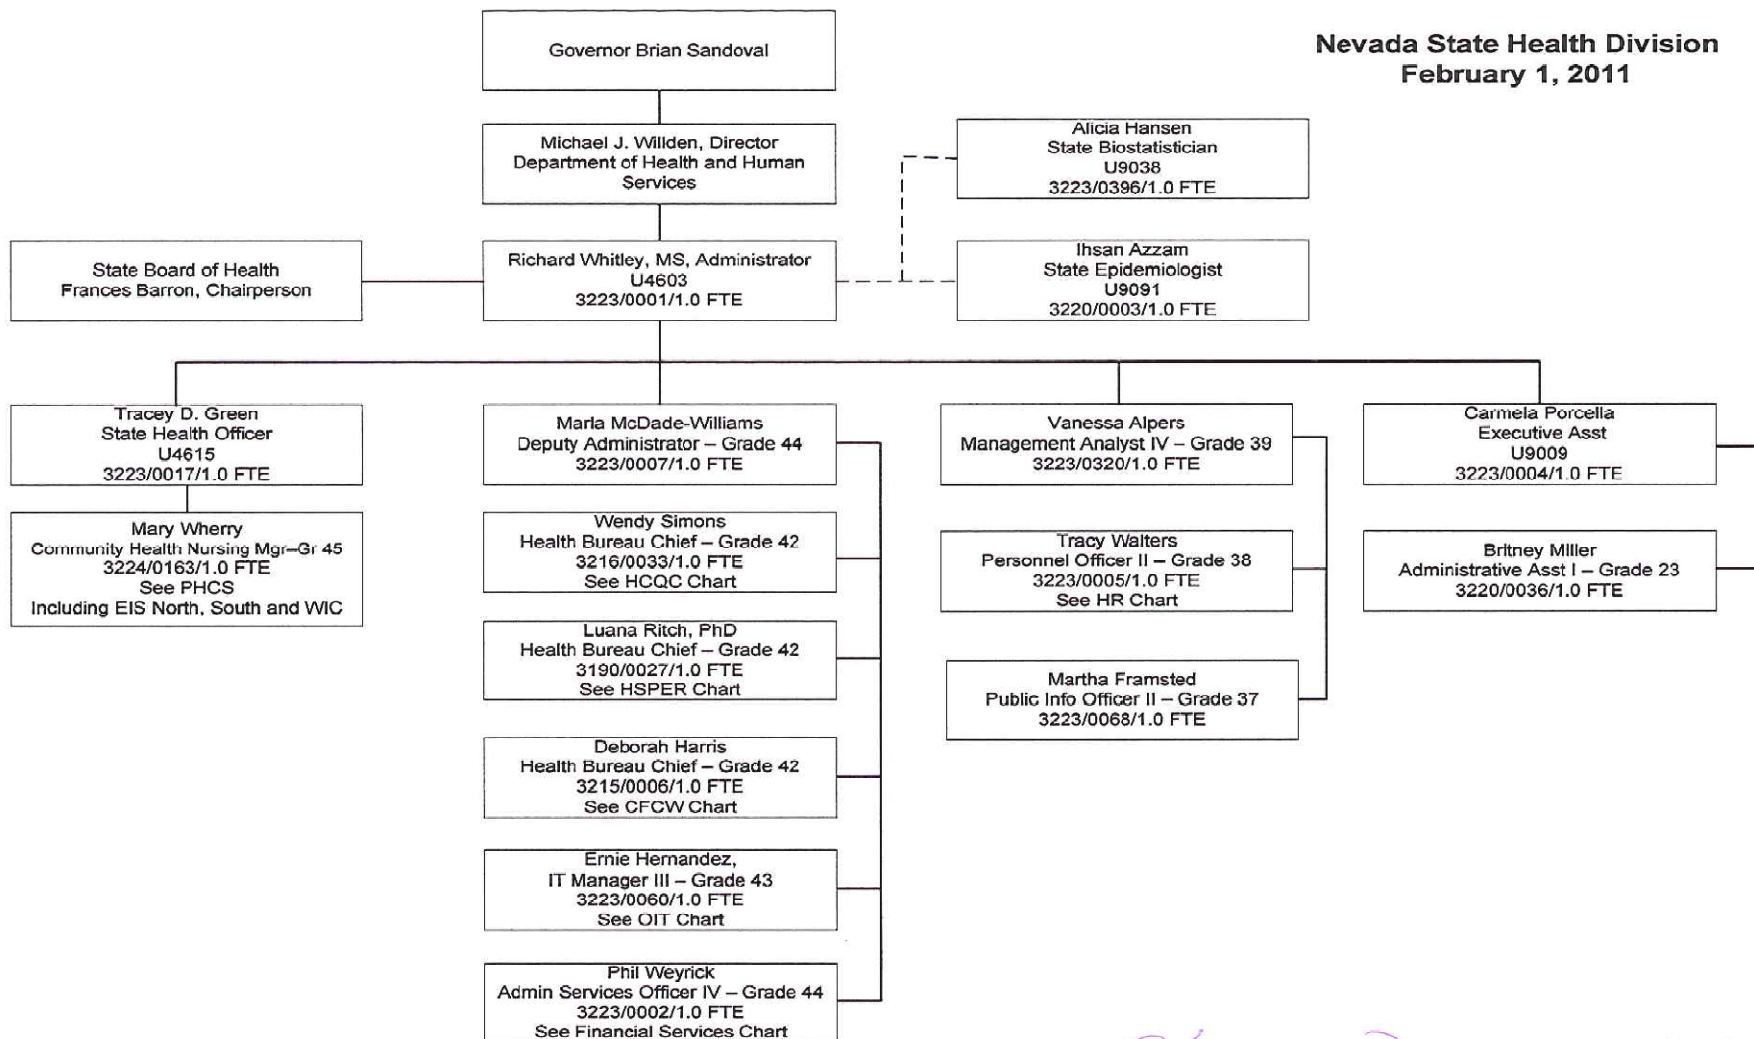 Nevada State Health Division
February 1, 2011
Governor Brian Sandoval
Michael J. Willden, Director
Department of Health and Human
Services
Alicia Hansen
State Biostatistician
U9038
3223/0396/1.0 FTE
State Board of Health
Frances Barron, Chairperson
Richard Whitley, MS, Administrator
U4603
3223/0001/1.0 FTE
Ihsan Azzam
State Epidemiologist
U9091
3220/0003/1.0 FTE
Tracey D. Green
State Health Officer
U4615
3223/0017/1.0 FTE
Mary Wherry
Community Health Nursing Mgr–Gr 45
3224/0163/1.0 FTE
See PHCS
Including EIS North, South and WIC
Marla McDade-Williams
Deputy Administrator – Grade 44
3223/0007/1.0 FTE
Wendy Simons
Health Bureau Chief – Grade 42
3216/0033/1.0 FTE
See HCQC Chart
Luana Ritch, PhD
Health Bureau Chief – Grade 42
3190/0027/1.0 FTE
See HSPER Chart
Deborah Harris
Health Bureau Chief – Grade 42
3215/0006/1.0 FTE
See CFCW Chart
Ernie Hernandez,
IT Manager III – Grade 43
3223/0060/1.0 FTE
See OIT Chart
Phil Weyrick
Admin Services Officer IV – Grade 44
3223/0002/1.0 FTE
See Financial Services Chart
Vanessa Alpers
Management Analyst IV – Grade 39
3223/0320/1.0 FTE
Tracy Walters
Personnel Officer II – Grade 38
3223/0005/1.0 FTE
See HR Chart
Martha Framsted
Public Info Officer II – Grade 37
3223/0068/1.0 FTE
Carmela Porcella
Executive Asst
U9009
3223/0004/1.0 FTE
Britney Miller
Administrative Asst I – Grade 23
3220/0036/1.0 FTE